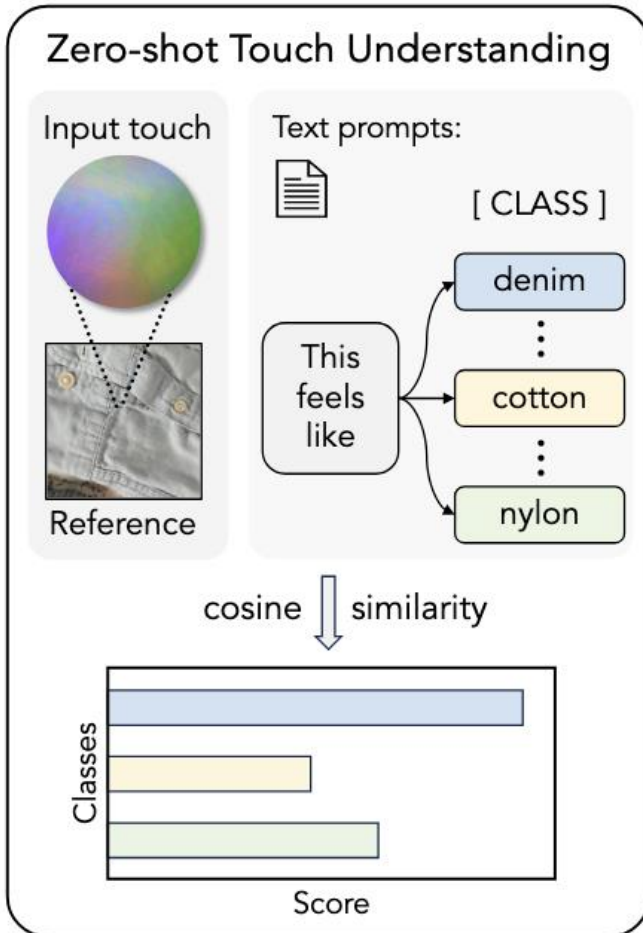 Zero-shot Touch Understanding
Input touch
Reference
Text prompts:
[ CLASS ]
This
feels
like
denim
cotton
nylon
cosine similarity
Classes
Score